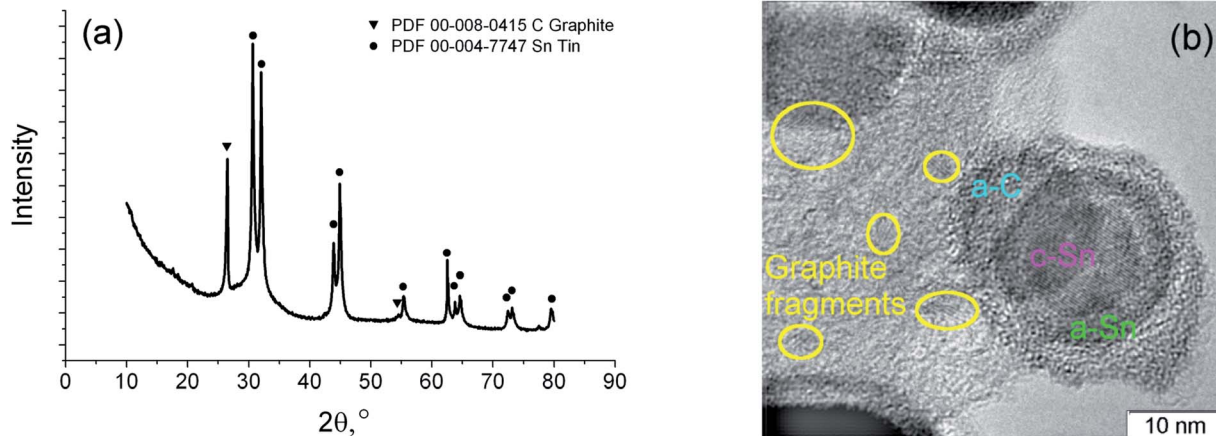 (a)
▼ PDF 00-008-0415 C Graphite
● PDF 00-004-7747 Sn Tin
Intensity
0 10 20 30 40 50 60 70 80 90
2θ,°
(b)
a-C
c-Sn
a-Sn
Graphite
fragments
10 nm